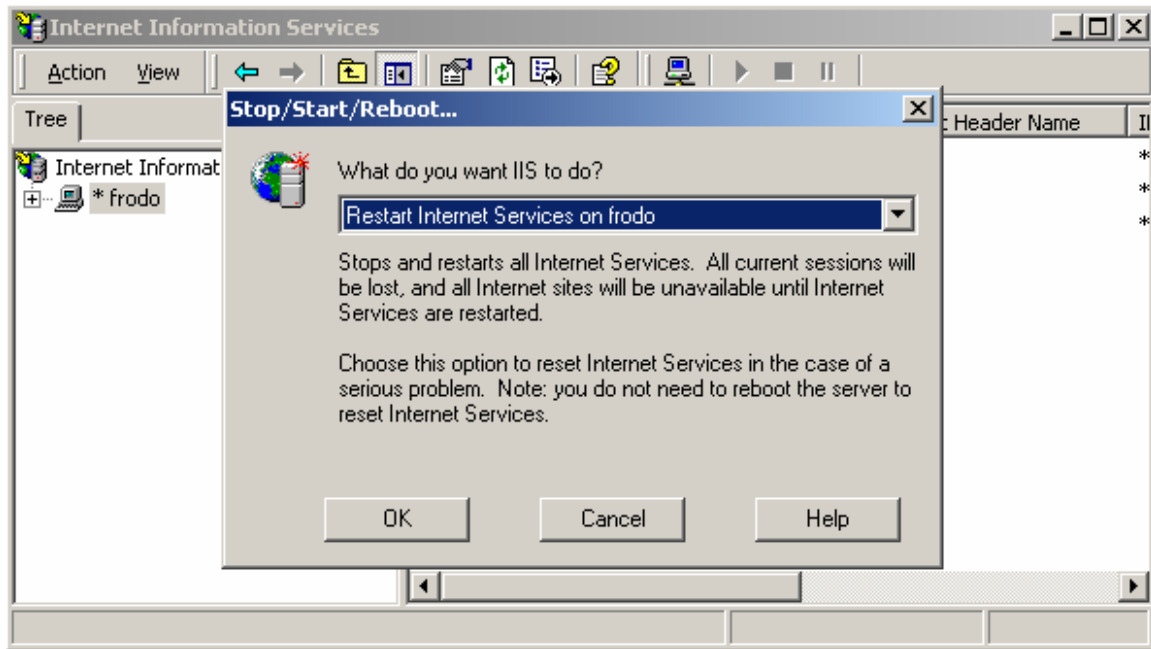 Internet Information Services
Action View
Tree
Internet Informat
* frodo
Stop/Start/Reboot...
What do you want IIS to do?
Restart Internet Services on frodo
Stops and restarts all Internet Services. All current sessions will
be lost, and all Internet sites will be unavailable until Internet
Services are restarted.
Choose this option to reset Internet Services in the case of a
serious problem. Note: you do not need to reboot the server to
reset Internet Services.
OK Cancel Help
Header Name
*
*
*